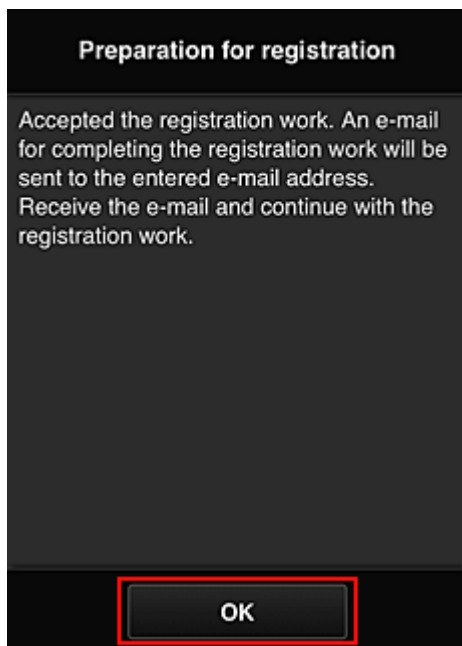 Preparation for registration
Accepted the registration work. An e-mail
for completing the registration work will be
sent to the entered e-mail address.
Receive the e-mail and continue with the
registration work.
OK